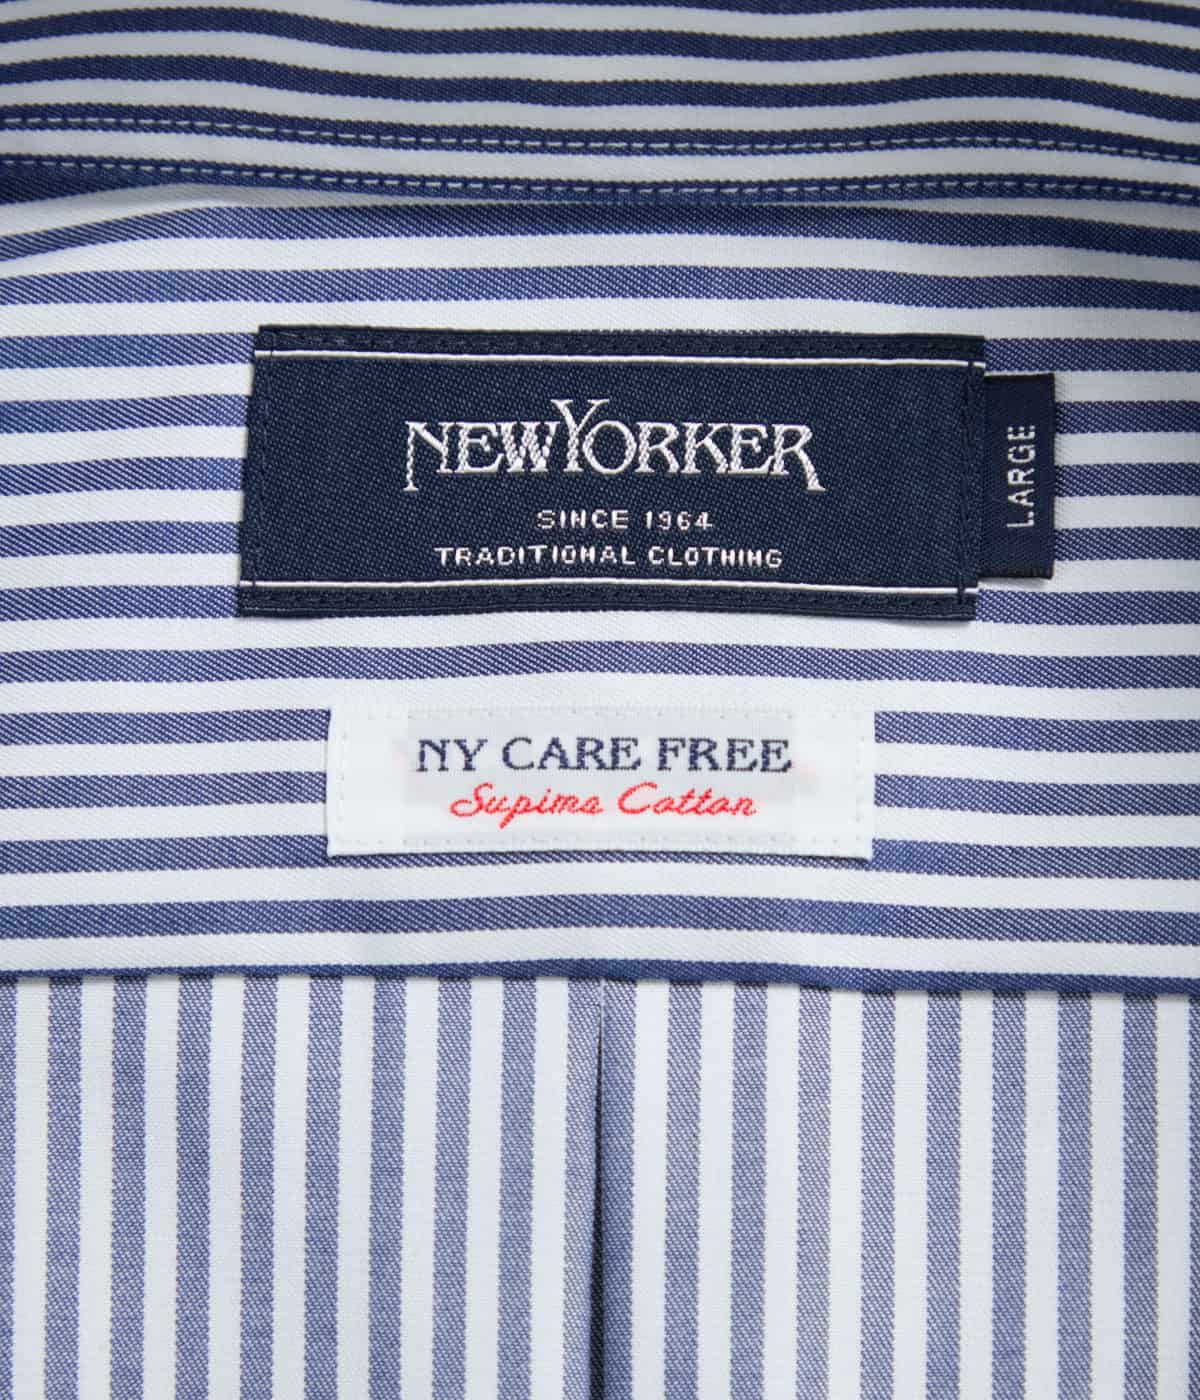 NEWYORKER
SINCE 1964
TRADITIONAL CLOTHING
LARGE
NY CARE FREE
Supima Cotton